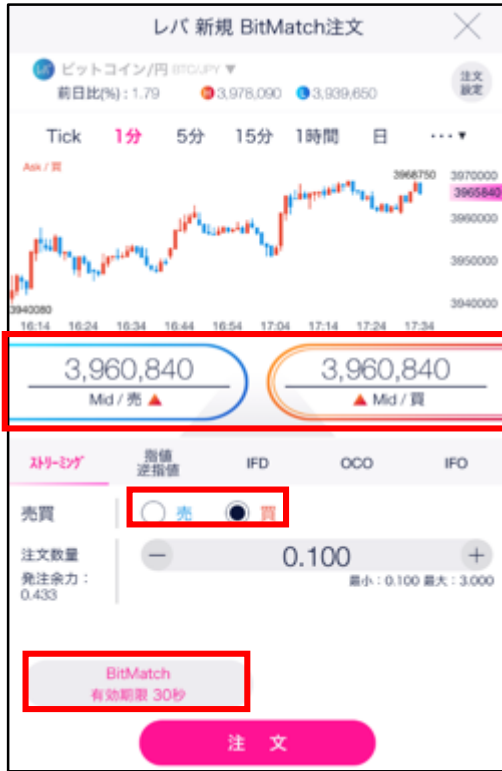 レバ 新規 BitMatch注文
レバ ビットコイン/円 BTC/JPY ▼
注文
設定
前日比(%) : 1.79 H 3,978,090 L 3,939,650
Tick 1分 5分 15分 1時間 日 ･･･ ▼
Ask / 買
3968750
3970000
3965840
3960000
3950000
3940080
3940000
16:14 16:24 16:34 16:44 16:54 17:04 17:14 17:24 17:34
3,960,840 3,960,840
Mid / 売 ▲ ▲ Mid / 買
ｽﾄﾘｰﾐﾝｸﾞ 指値 IFD OCO IFO
逆指値
売買 売 買
注文数量 − 0.100 +
発注余力 : 最小 : 0.100 最大 : 3.000
0.433
BitMatch
有効期限 30秒
注 文